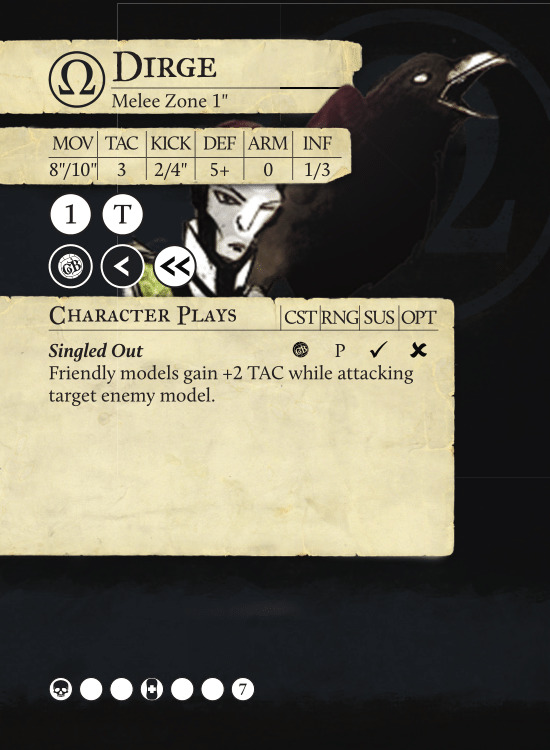 Ω DIRGE
Melee Zone 1"
MOV TAC KICK DEF ARM INF
8"/10" 3 2/4" 5+ 0 1/3
1 T
GB < <<
CHARACTER PLAYS CST RNG SUS OPT
Singled Out GB P ✓ ✘
Friendly models gain +2 TAC while attacking
target enemy model.
7